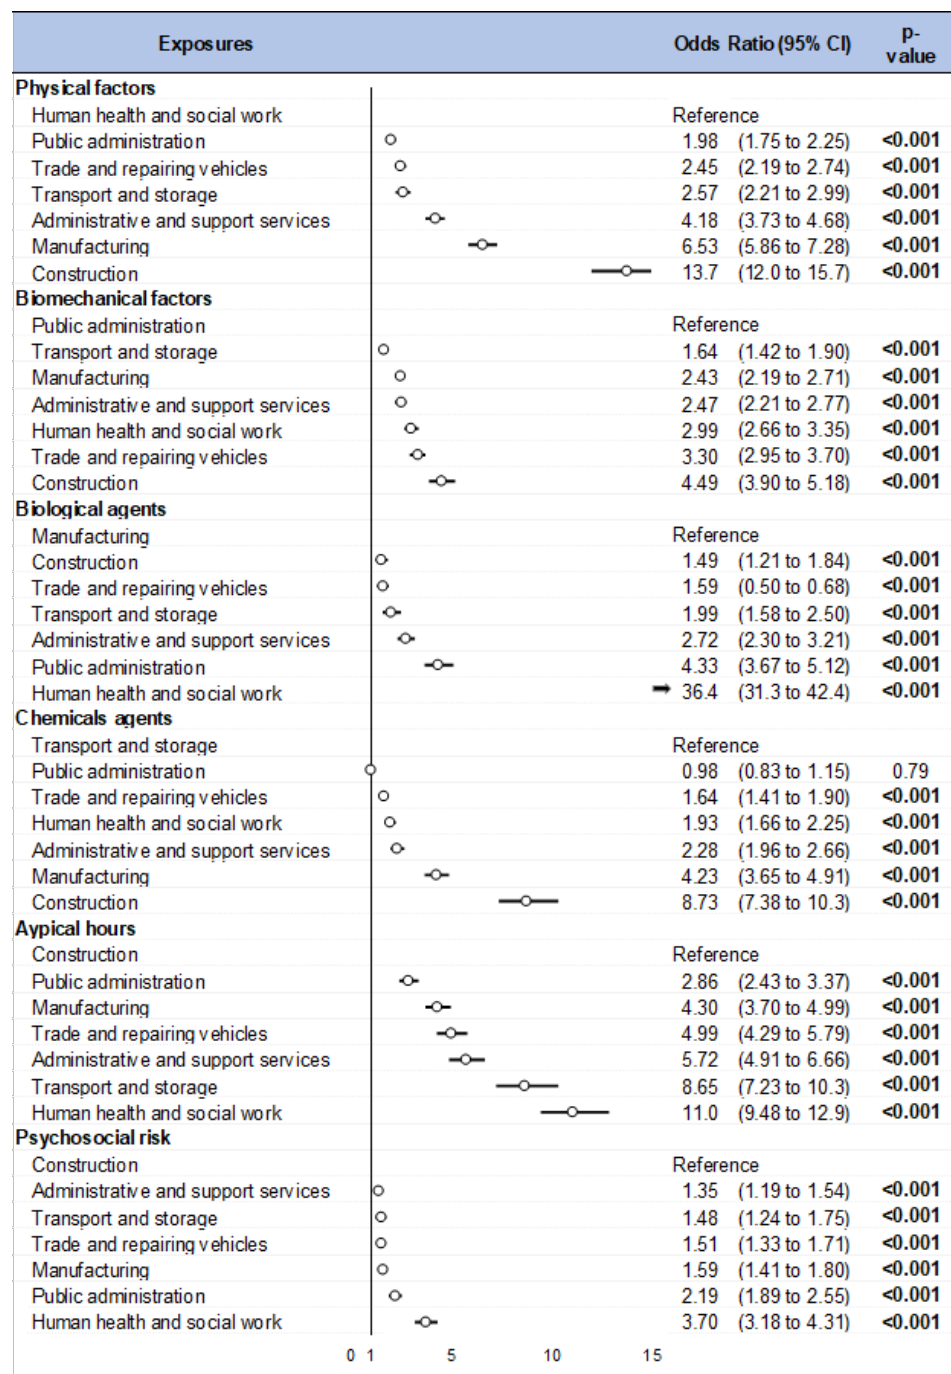 Exposures Odds Ratio (95% CI) p-value
Physical factors
Human health and social work Reference
Public administration 1.98 (1.75 to 2.25) <0.001
Trade and repairing vehicles 2.45 (2.19 to 2.74) <0.001
Transport and storage 2.57 (2.21 to 2.99) <0.001
Administrative and support services 4.18 (3.73 to 4.68) <0.001
Manufacturing 6.53 (5.86 to 7.28) <0.001
Construction 13.7 (12.0 to 15.7) <0.001
Biomechanical factors
Public administration Reference
Transport and storage 1.64 (1.42 to 1.90) <0.001
Manufacturing 2.43 (2.19 to 2.71) <0.001
Administrative and support services 2.47 (2.21 to 2.77) <0.001
Human health and social work 2.99 (2.66 to 3.35) <0.001
Trade and repairing vehicles 3.30 (2.95 to 3.70) <0.001
Construction 4.49 (3.90 to 5.18) <0.001
Biological agents
Manufacturing Reference
Construction 1.49 (1.21 to 1.84) <0.001
Trade and repairing vehicles 1.59 (0.50 to 0.68) <0.001
Transport and storage 1.99 (1.58 to 2.50) <0.001
Administrative and support services 2.72 (2.30 to 3.21) <0.001
Public administration 4.33 (3.67 to 5.12) <0.001
Human health and social work 36.4 (31.3 to 42.4) <0.001
Chemicals agents
Transport and storage Reference
Public administration 0.98 (0.83 to 1.15) 0.79
Trade and repairing vehicles 1.64 (1.41 to 1.90) <0.001
Human health and social work 1.93 (1.66 to 2.25) <0.001
Administrative and support services 2.28 (1.96 to 2.66) <0.001
Manufacturing 4.23 (3.65 to 4.91) <0.001
Construction 8.73 (7.38 to 10.3) <0.001
Aypical hours
Construction Reference
Public administration 2.86 (2.43 to 3.37) <0.001
Manufacturing 4.30 (3.70 to 4.99) <0.001
Trade and repairing vehicles 4.99 (4.29 to 5.79) <0.001
Administrative and support services 5.72 (4.91 to 6.66) <0.001
Transport and storage 8.65 (7.23 to 10.3) <0.001
Human health and social work 11.0 (9.48 to 12.9) <0.001
Psychosocial risk
Construction Reference
Administrative and support services 1.35 (1.19 to 1.54) <0.001
Transport and storage 1.48 (1.24 to 1.75) <0.001
Trade and repairing vehicles 1.51 (1.33 to 1.71) <0.001
Manufacturing 1.59 (1.41 to 1.80) <0.001
Public administration 2.19 (1.89 to 2.55) <0.001
Human health and social work 3.70 (3.18 to 4.31) <0.001
0 1 5 10 15